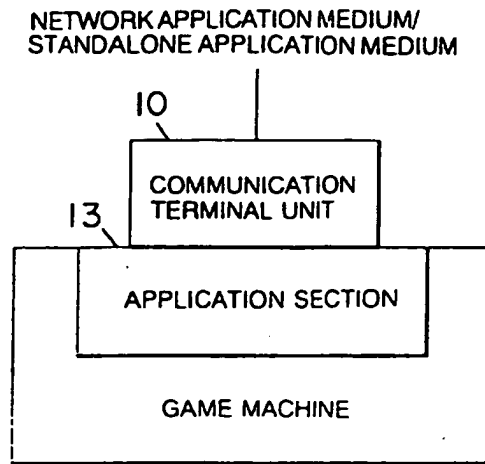 NETWORK APPLICATION MEDIUM/
STANDALONE APPLICATION MEDIUM
10
COMMUNICATION
TERMINAL UNIT
13
APPLICATION SECTION
GAME MACHINE